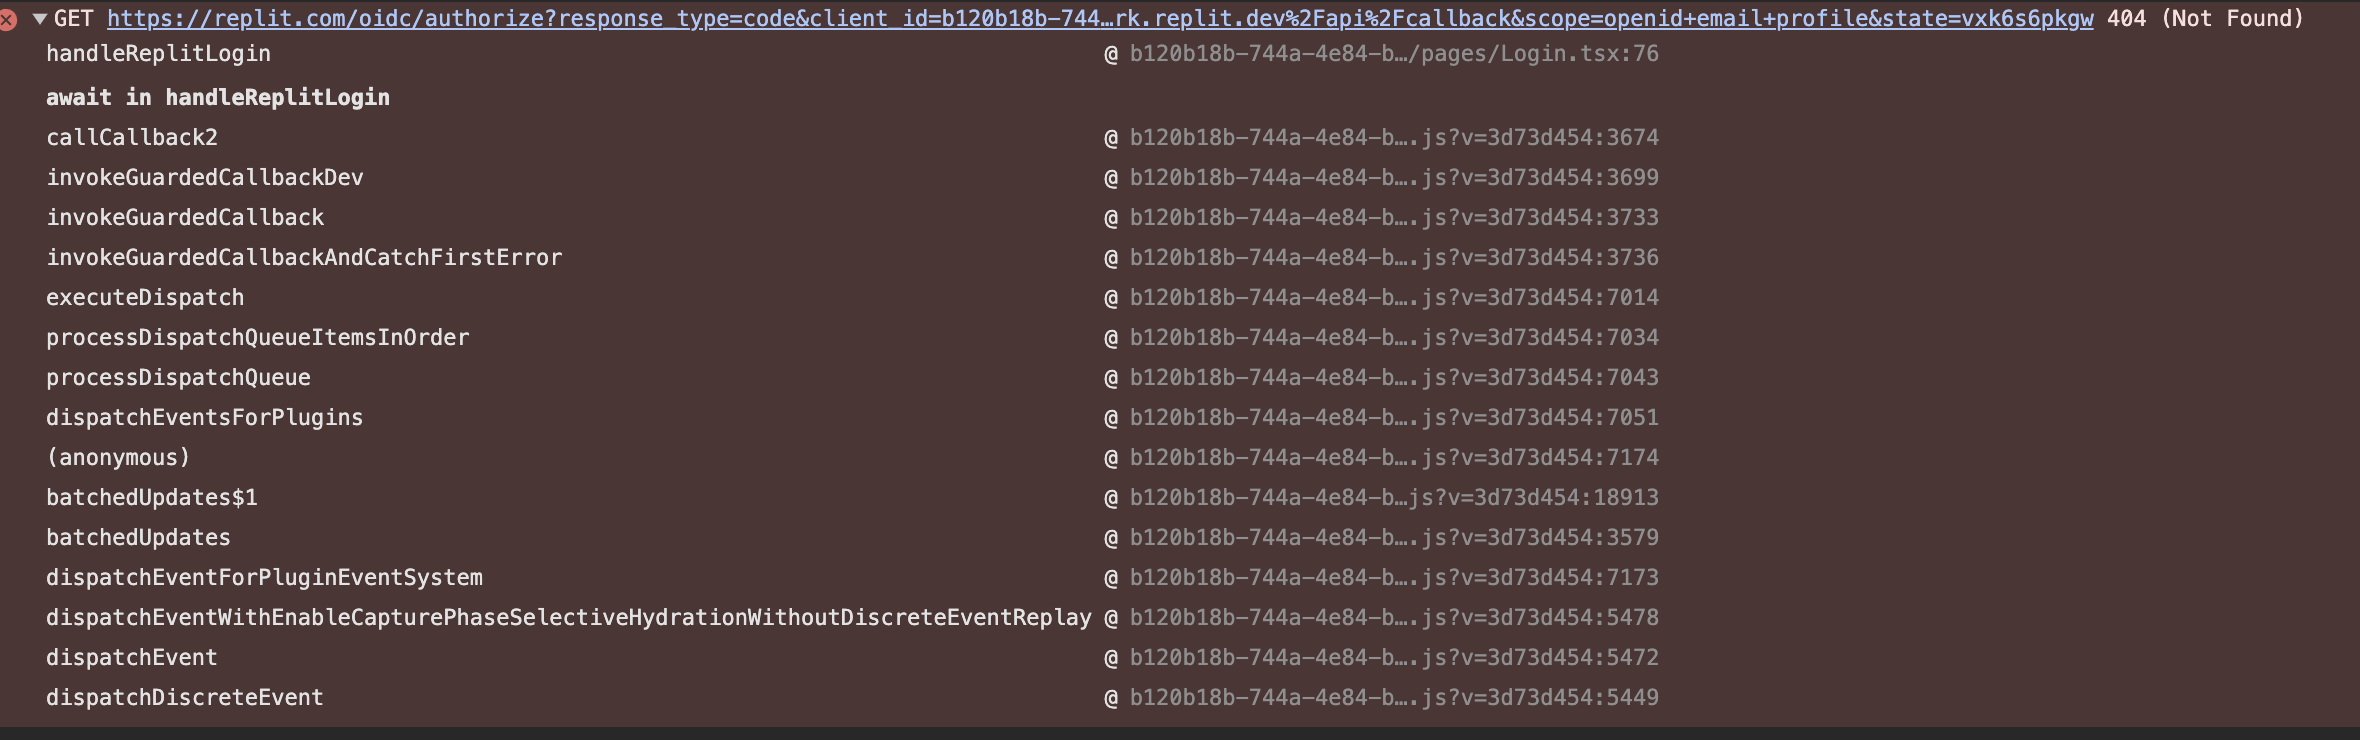 GET https://replit.com/oidc/authorize?response_type=code&client_id=b120b18b-744…rk.replit.dev%2Fapi%2Fcallback&scope=openid+email+profile&state=vxk6s6pkgw 404 (Not Found)
handleReplitLogin @ b120b18b-744a-4e84-b…/pages/Login.tsx:76
await in handleReplitLogin
callCallback2 @ b120b18b-744a-4e84-b….js?v=3d73d454:3674
invokeGuardedCallbackDev @ b120b18b-744a-4e84-b….js?v=3d73d454:3699
invokeGuardedCallback @ b120b18b-744a-4e84-b….js?v=3d73d454:3733
invokeGuardedCallbackAndCatchFirstError @ b120b18b-744a-4e84-b….js?v=3d73d454:3736
executeDispatch @ b120b18b-744a-4e84-b….js?v=3d73d454:7014
processDispatchQueueItemsInOrder @ b120b18b-744a-4e84-b….js?v=3d73d454:7034
processDispatchQueue @ b120b18b-744a-4e84-b….js?v=3d73d454:7043
dispatchEventsForPlugins @ b120b18b-744a-4e84-b….js?v=3d73d454:7051
(anonymous) @ b120b18b-744a-4e84-b….js?v=3d73d454:7174
batchedUpdates$1 @ b120b18b-744a-4e84-b…js?v=3d73d454:18913
batchedUpdates @ b120b18b-744a-4e84-b….js?v=3d73d454:3579
dispatchEventForPluginEventSystem @ b120b18b-744a-4e84-b….js?v=3d73d454:7173
dispatchEventWithEnableCapturePhaseSelectiveHydrationWithoutDiscreteEventReplay @ b120b18b-744a-4e84-b….js?v=3d73d454:5478
dispatchEvent @ b120b18b-744a-4e84-b….js?v=3d73d454:5472
dispatchDiscreteEvent @ b120b18b-744a-4e84-b….js?v=3d73d454:5449